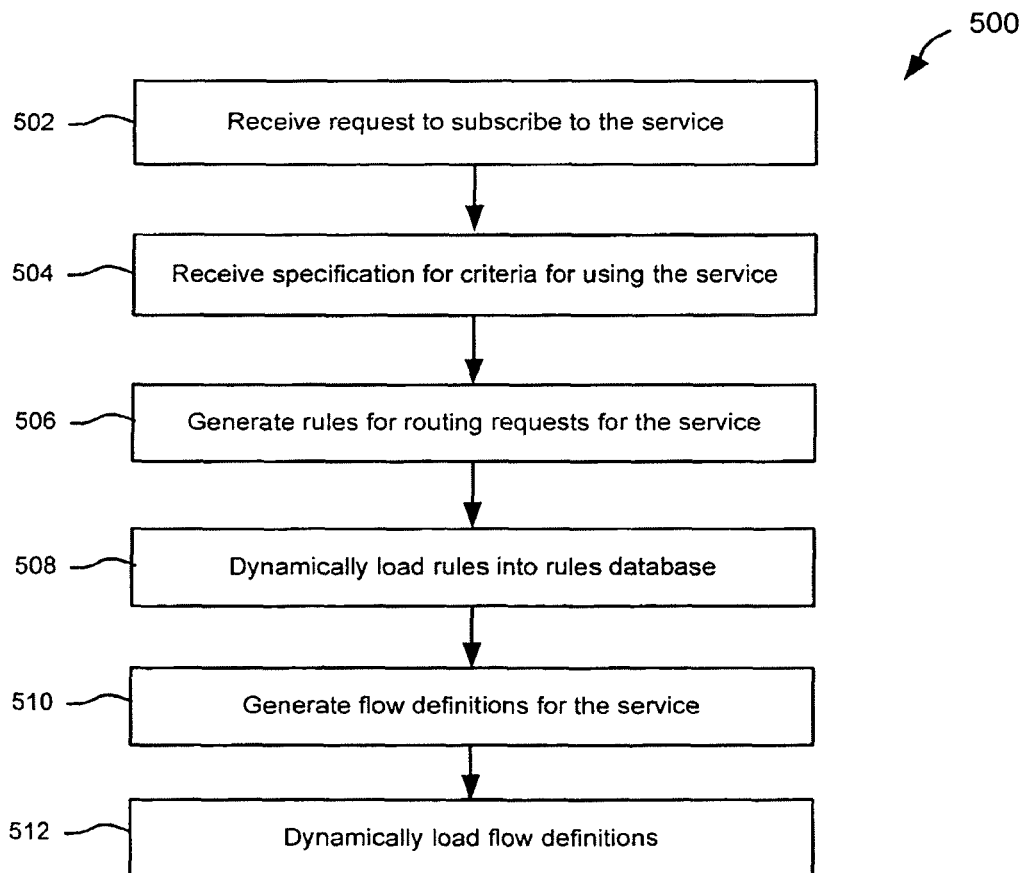 500
502 Receive request to subscribe to the service
504 Receive specification for criteria for using the service
506 Generate rules for routing requests for the service
508 Dynamically load rules into rules database
510 Generate flow definitions for the service
512 Dynamically load flow definitions